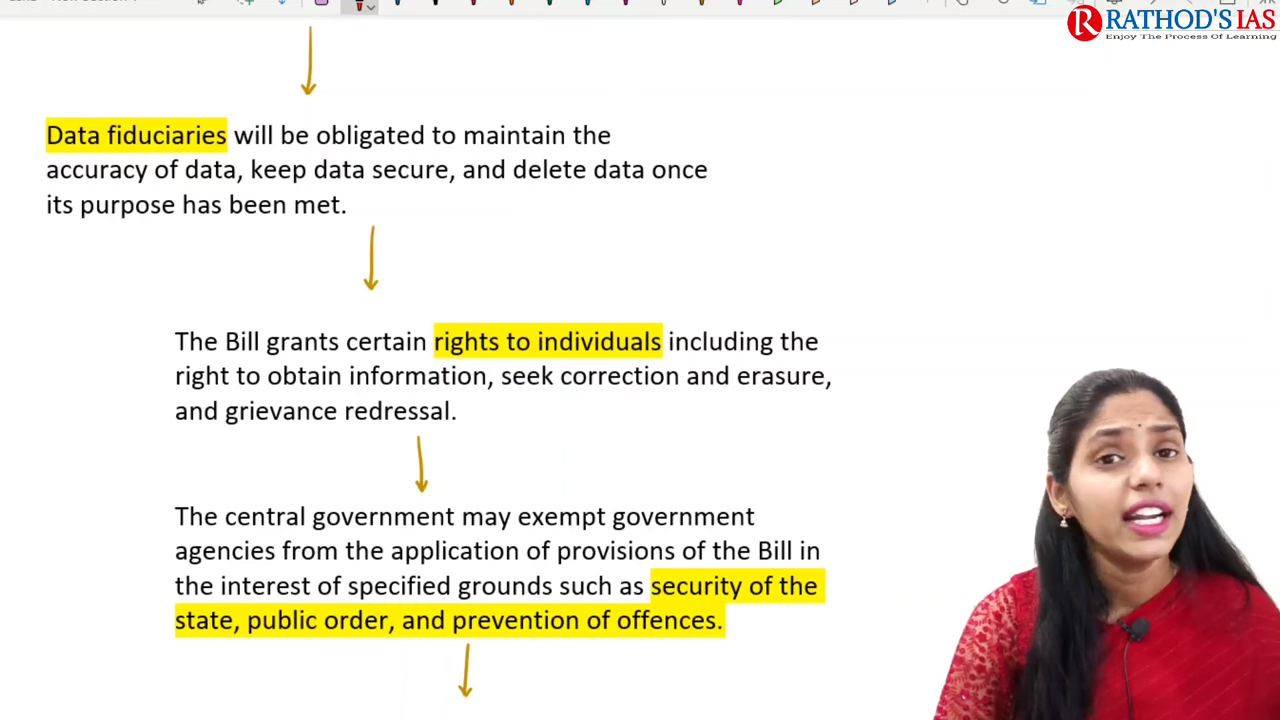 RATHOD'S IAS
Enjoy The Process Of Learning
Data fiduciaries will be obligated to maintain the
accuracy of data, keep data secure, and delete data once
its purpose has been met.
The Bill grants certain rights to individuals including the
right to obtain information, seek correction and erasure,
and grievance redressal.
The central government may exempt government
agencies from the application of provisions of the Bill in
the interest of specified grounds such as security of the
state, public order, and prevention of offences.